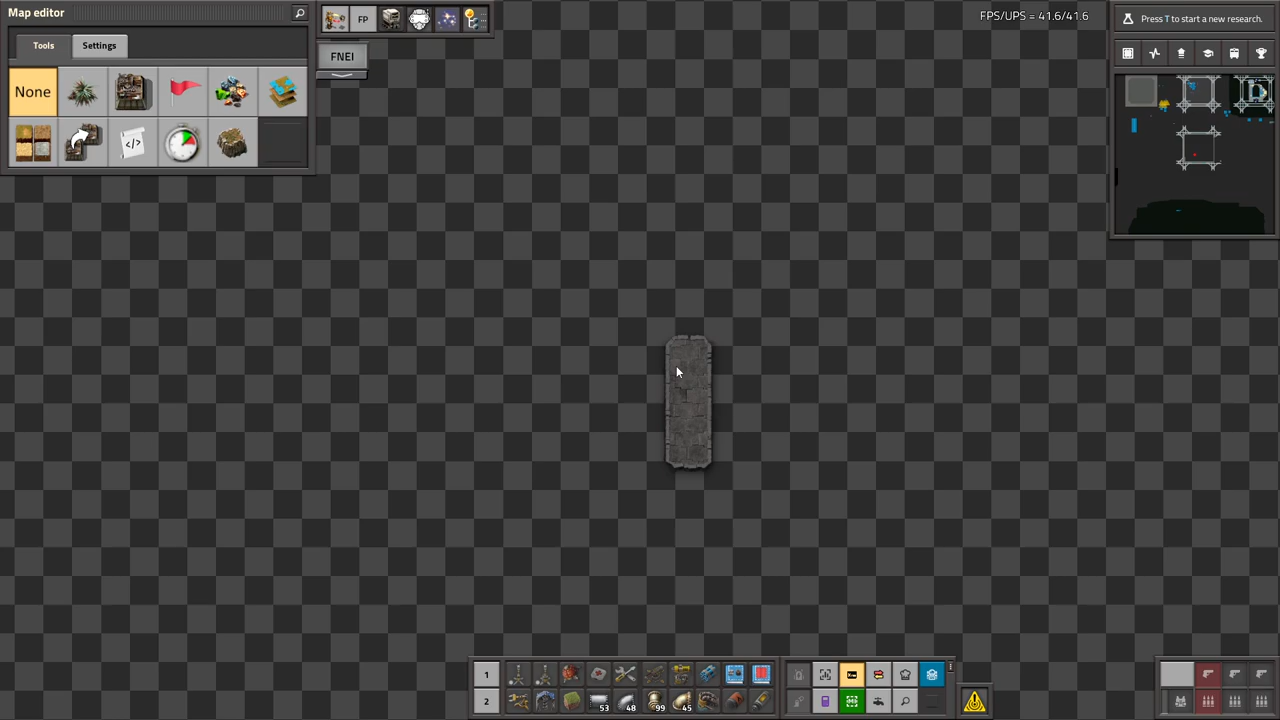 Map editor
FP
FPS/UPS = 41.6/41.6
Press T to start a new research.
Tools
Settings
FNEI
None
</>
1
2
53
48
99
45